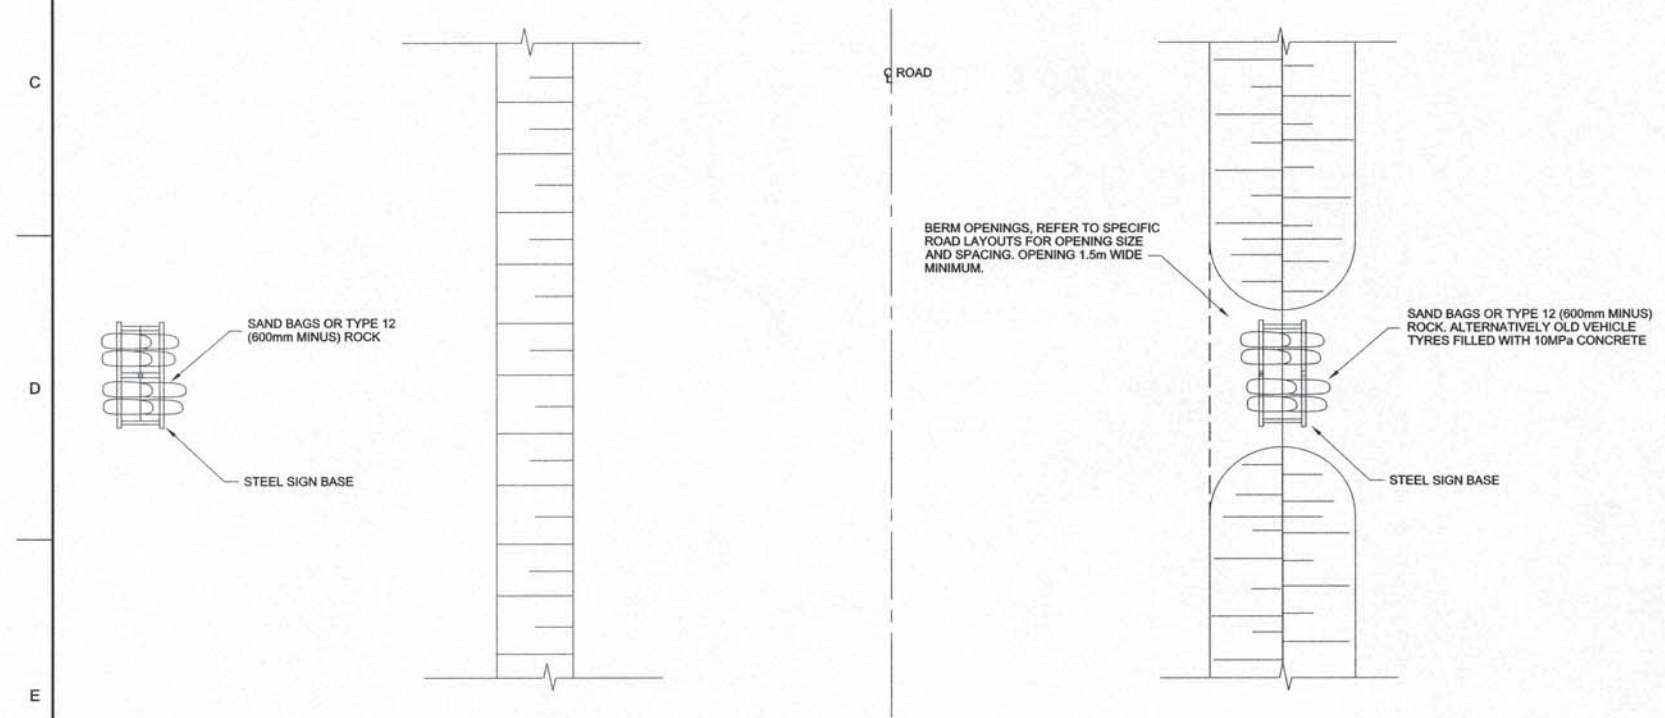 C
℄ ROAD
BERM OPENINGS, REFER TO SPECIFIC
ROAD LAYOUTS FOR OPENING SIZE
AND SPACING. OPENING 1.5m WIDE
MINIMUM.
SAND BAGS OR TYPE 12
(600mm MINUS) ROCK
SAND BAGS OR TYPE 12 (600mm MINUS)
ROCK. ALTERNATIVELY OLD VEHICLE
TYRES FILLED WITH 10MPa CONCRETE
D
STEEL SIGN BASE
STEEL SIGN BASE
E